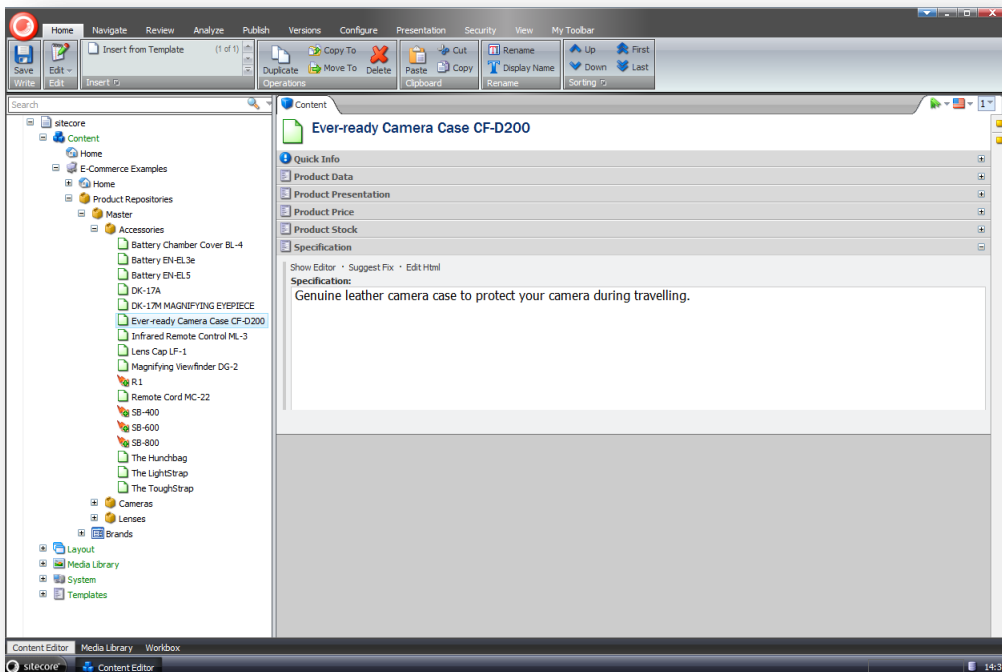 Home Navigate Review Analyze Publish Versions Configure Presentation Security View My Toolbar
Save
Write
Edit
Edit
Insert from Template (1 of 1)
Insert
Duplicate
Copy To
Move To
Delete
Operations
Paste
Cut
Copy
Clipboard
Rename
Display Name
Rename
Up First
Down Last
Sorting
Search
sitecore
Content
Home
E-Commerce Examples
Home
Product Repositories
Master
Accessories
Battery Chamber Cover BL-4
Battery EN-EL3e
Battery EN-EL5
DK-17A
DK-17M MAGNIFYING EYEPIECE
Ever-ready Camera Case CF-D200
Infrared Remote Control ML-3
Lens Cap LF-1
Magnifying Viewfinder DG-2
R1
Remote Cord MC-22
SB-400
SB-600
SB-800
The Hunchbag
The LightStrap
The ToughStrap
Cameras
Lenses
Brands
Layout
Media Library
System
Templates
Content
1
Ever-ready Camera Case CF-D200
Quick Info
Product Data
Product Presentation
Product Price
Product Stock
Specification
Show Editor · Suggest Fix · Edit Html
Specification:
Genuine leather camera case to protect your camera during travelling.
Content Editor Media Library Workbox
sitecore Content Editor